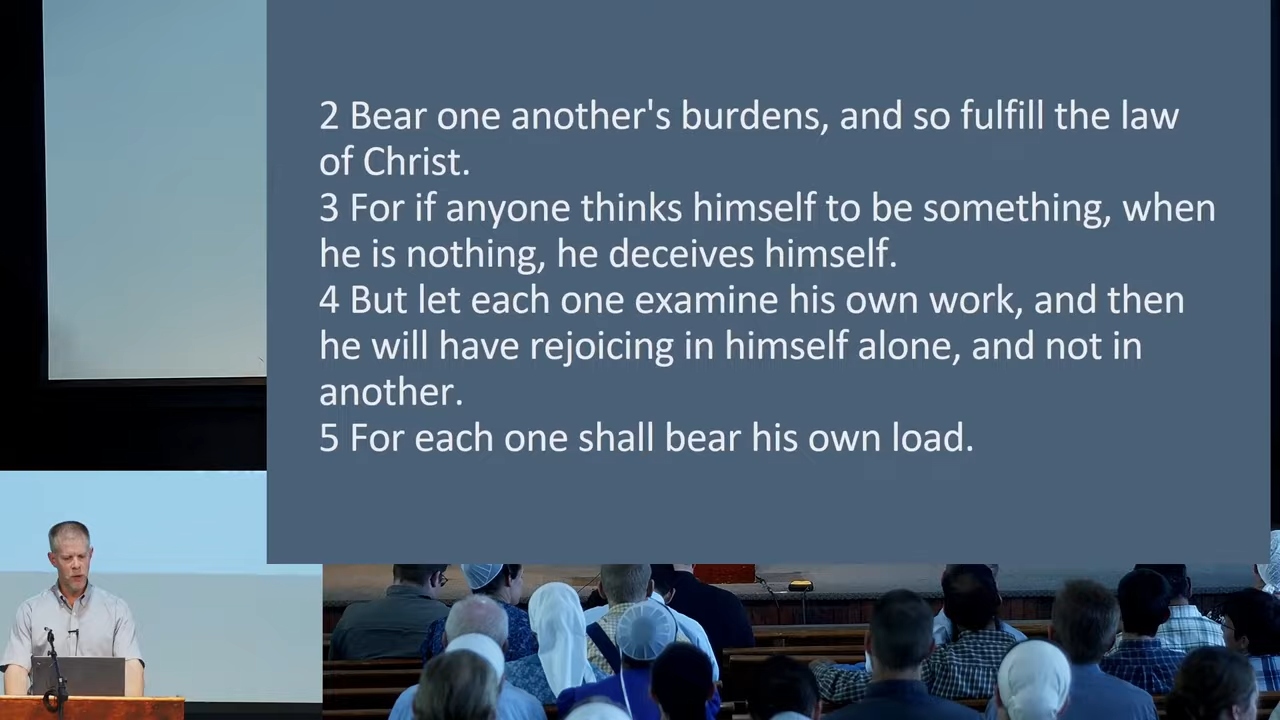 2 Bear one another's burdens, and so fulfill the law
of Christ.
3 For if anyone thinks himself to be something, when
he is nothing, he deceives himself.
4 But let each one examine his own work, and then
he will have rejoicing in himself alone, and not in
another.
5 For each one shall bear his own load.